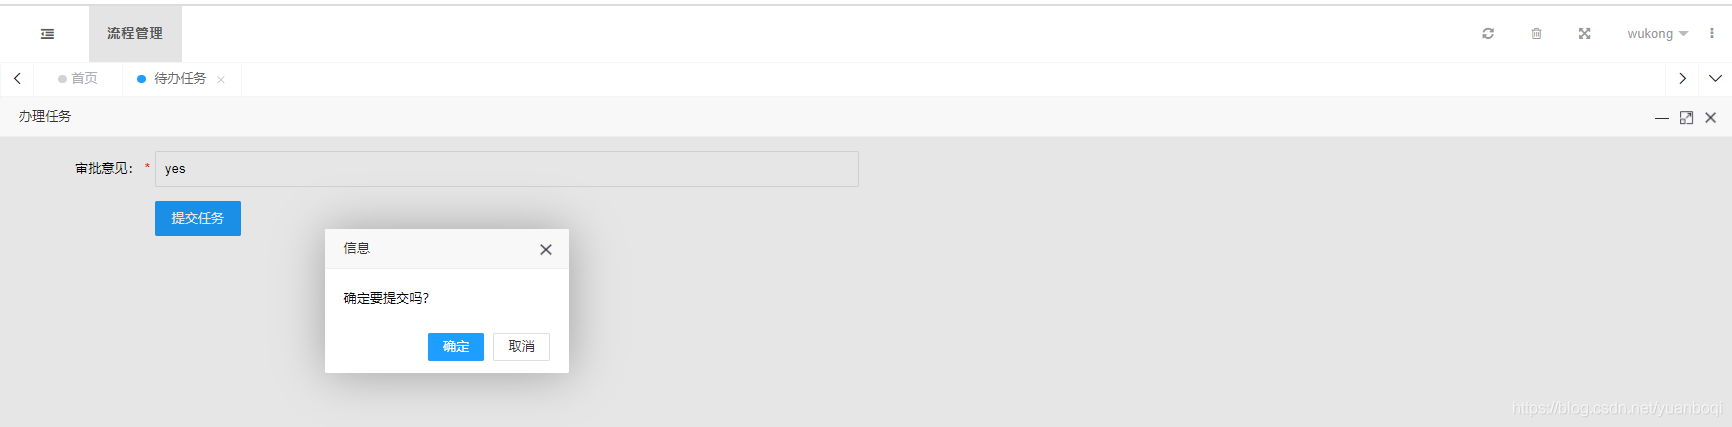 流程管理
wukong
首页
待办任务
办理任务
审批意见: * yes
提交任务
信息
确定要提交吗?
确定
取消
https://blog.csdn.net/yuanboqi